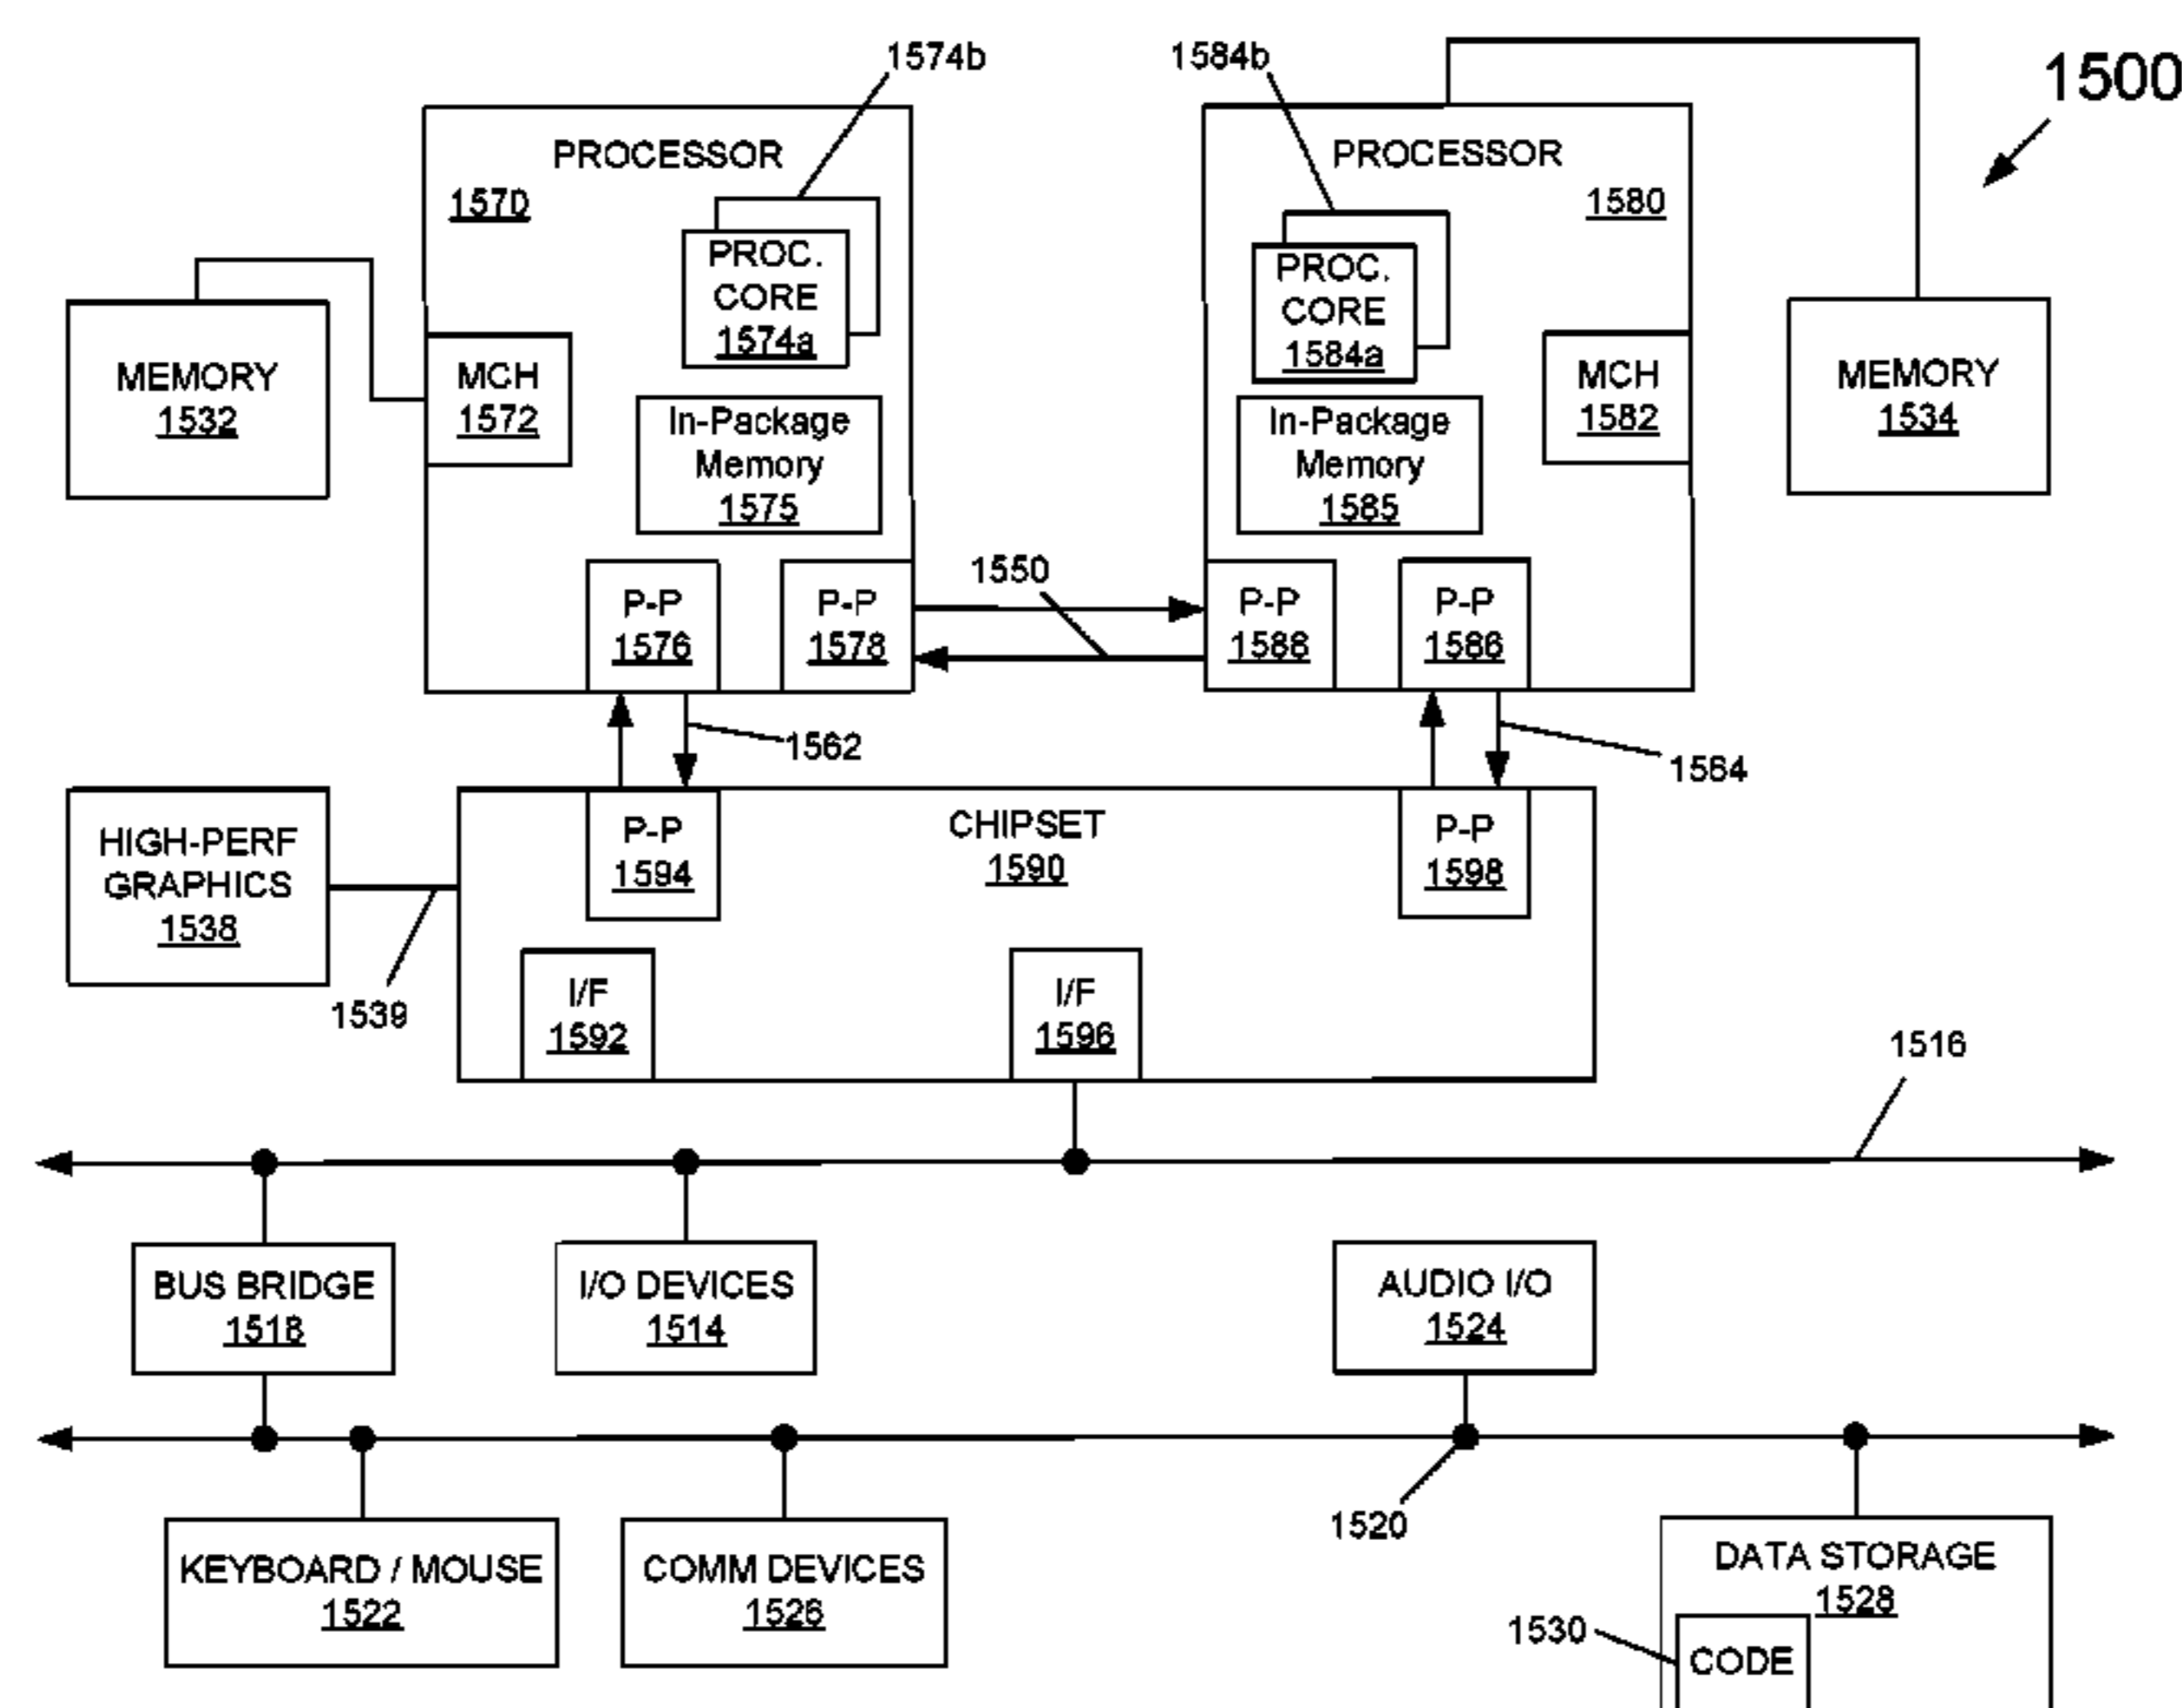 1574b
1584b
1500
PROCESSOR
1570
PROC.
CORE
1574a
PROCESSOR
1580
PROC.
CORE
1584a
MEMORY
1532
MCH
1572
In-Package
Memory
1575
In-Package
Memory
1585
MCH
1582
MEMORY
1534
P-P
1576
P-P
1578
1550
P-P
1588
P-P
1586
1562
1564
HIGH-PERF
GRAPHICS
1538
1539
P-P
1594
CHIPSET
1590
P-P
1598
I/F
1592
I/F
1596
1516
BUS BRIDGE
1518
I/O DEVICES
1514
AUDIO I/O
1524
1520
KEYBOARD / MOUSE
1522
COMM DEVICES
1526
DATA STORAGE
1528
1530
CODE